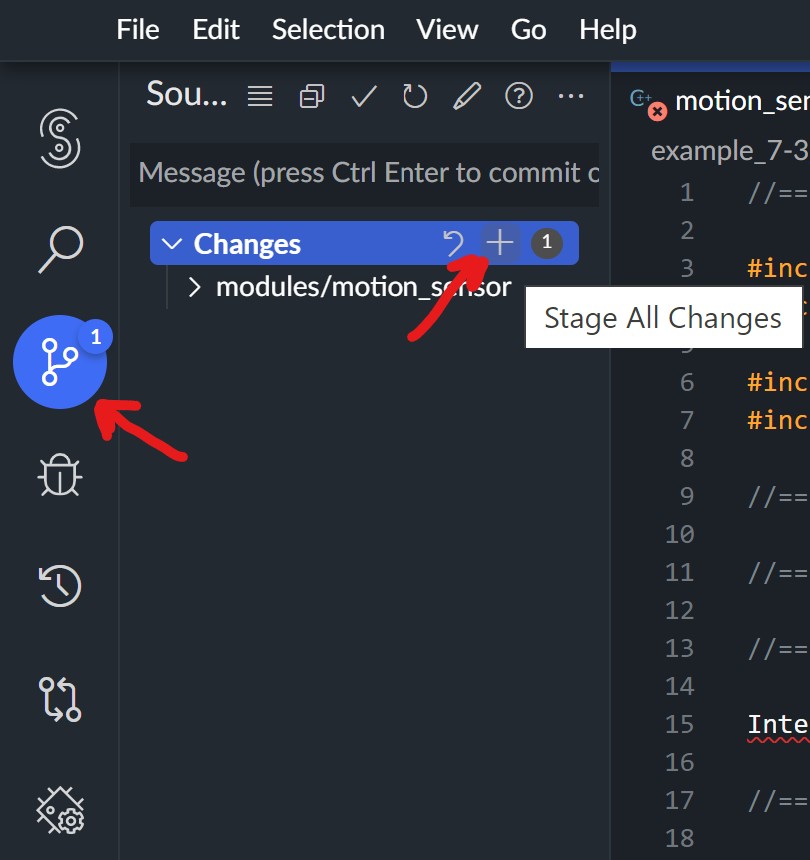 File Edit Selection View Go Help
Sou...
Message (press Ctrl Enter to commit o
Changes 1
modules/motion_sensor
Stage All Changes
1
C++ motion_ser
example_7-3
1 //==
2
3 #inc
6 #inc
7 #inc
8
9 //==
10
11 //==
12
13 //==
14
15 Inte
16
17 //==
18